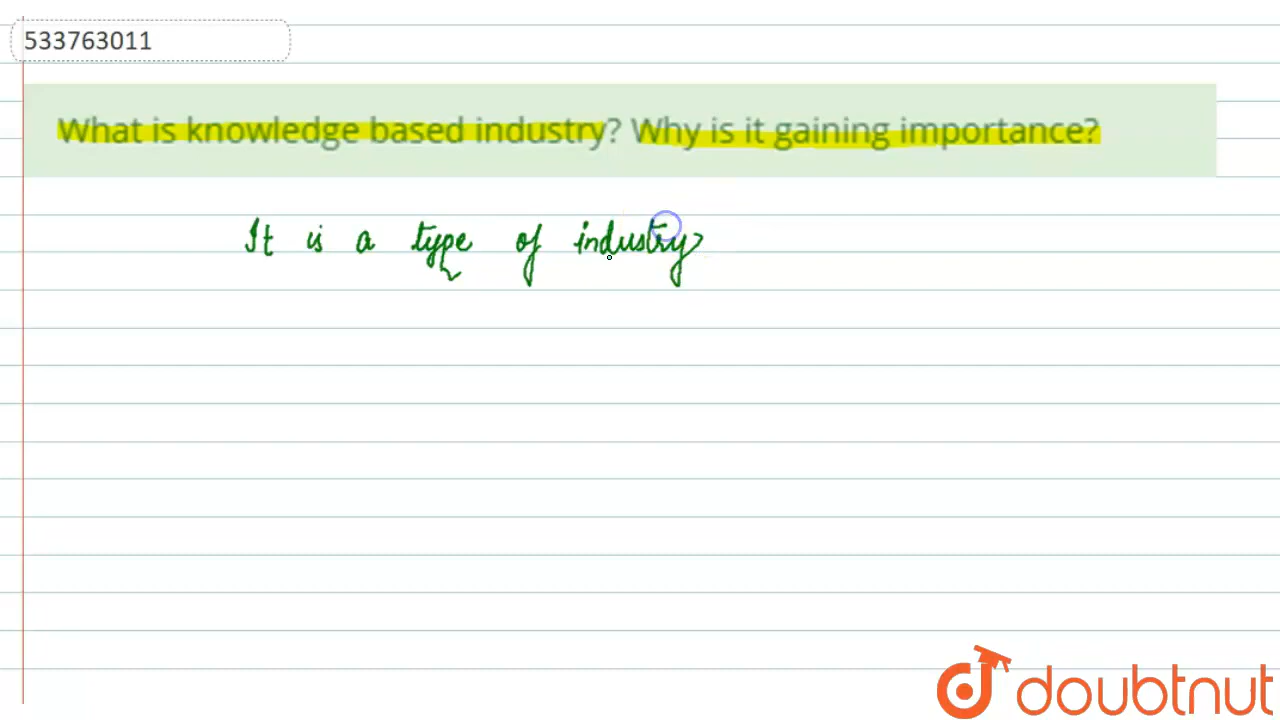 533763011
What is knowledge based industry? Why is it gaining importance?
It is a type of industry
doubtnut